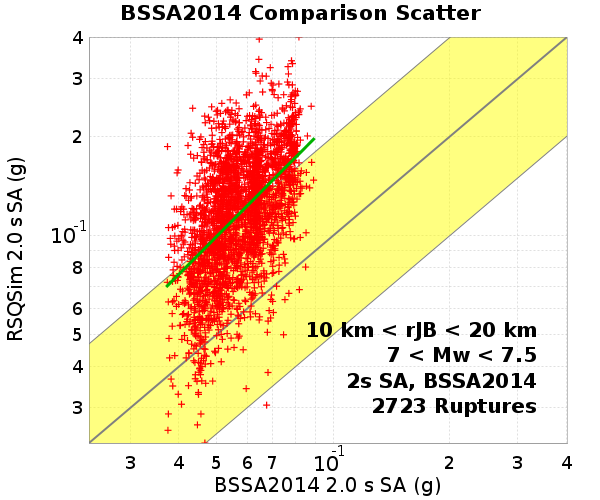 BSSA2014 Comparison Scatter
RSQSim 2.0 s SA (g)
4
3
2
10-1
8
6
5
4
3
10 km < rJB < 20 km
7 < Mw < 7.5
2s SA, BSSA2014
2723 Ruptures
3 4 5 6 7 10-1 2 3 4
BSSA2014 2.0 s SA (g)